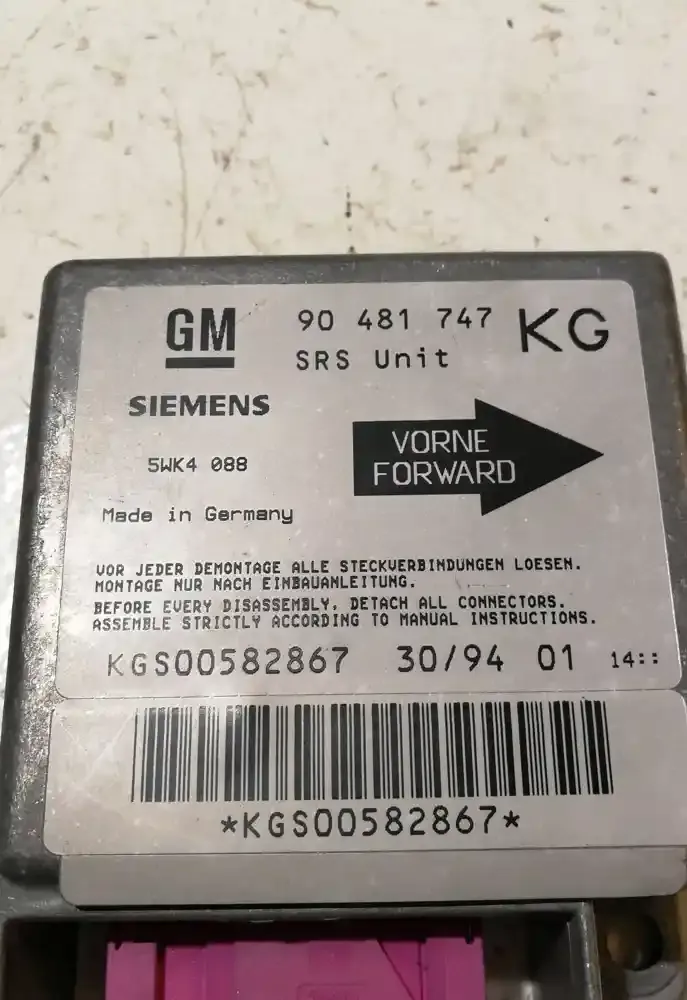 GM 90 481 747 KG
SRS Unit
SIEMENS
5WK4 088
VORNE
FORWARD
Made in Germany
VOR JEDER DEMONTAGE ALLE STECKVERBINDUNGEN LOESEN.
MONTAGE NUR NACH EINBAUANLEITUNG.
BEFORE EVERY DISASSEMBLY, DETACH ALL CONNECTORS.
ASSEMBLE STRICTLY ACCORDING TO MANUAL INSTRUCTIONS.
KGS00582867 30/94 01 14::
*KGS00582867*